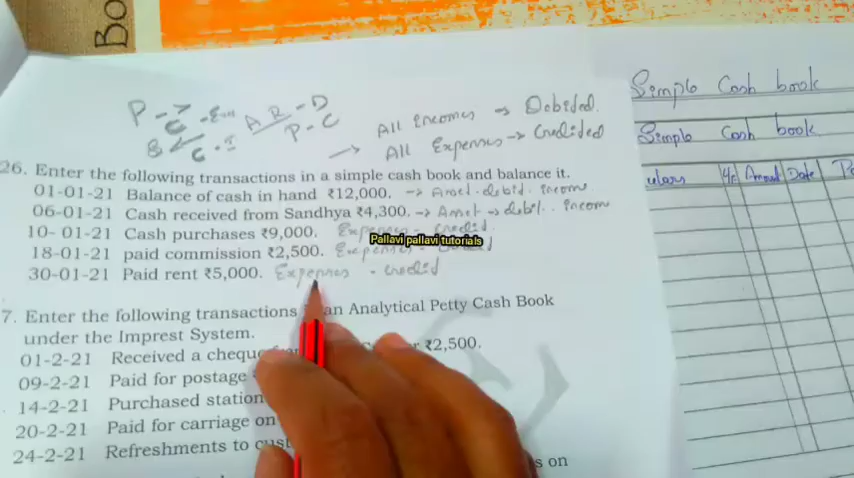 Bo
P → C - Exp A R - D
B ← C - I P - C
All incomes → Debited.
→ All Expenses → Credited
26. Enter the following transactions in a simple cash book and balance it.
01-01-21 Balance of cash in hand ₹12,000. → Asset - debit. income
06-01-21 Cash received from Sandhya ₹4,300. → Asset → debit. income
10- 01-21 Cash purchases ₹9,000. Expenses - credit.
18-01-21 paid commission ₹2,500. Expenses
30-01-21 Paid rent ₹5,000. Expenses - credit
Pallavi pallavi tutorials
7. Enter the following transactions an Analytical Petty Cash Book
under the Imprest System.
01-2-21 Received a cheque ₹2,500.
09-2-21 Paid for postage
14-2-21 Purchased station
20-2-21 Paid for carriage on
24-2-21 Refreshments to cust
s on
Simple Cash book
Simple Cash book
ulars Amount Date